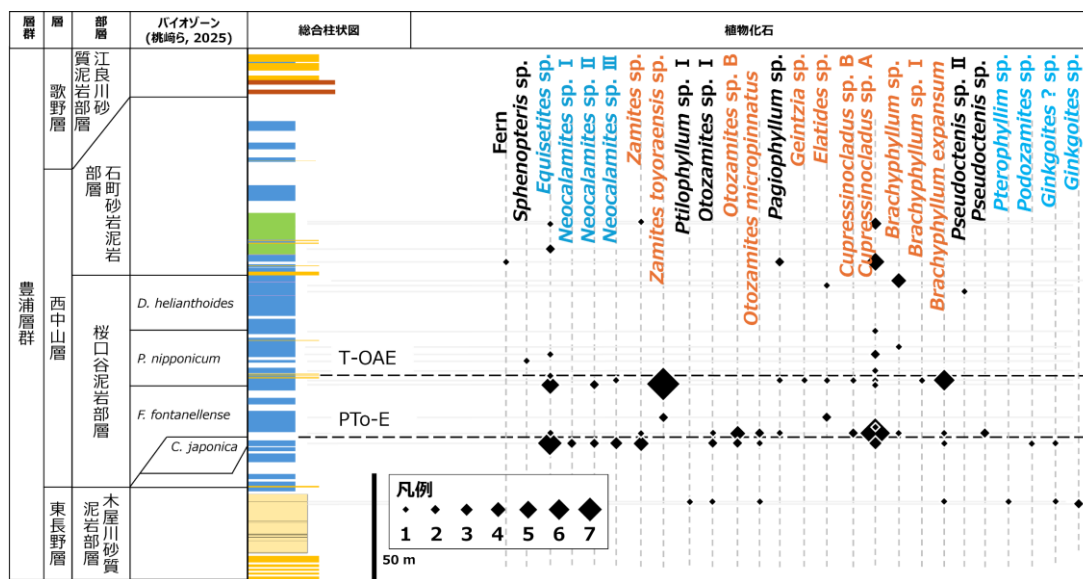 層群
層
部層
バイオゾーン
(桃﨑ら, 2025)
総合柱状図
植物化石
豊浦層群
歌野層
西中山層
東長野層
江良川砂質泥岩部層
石町砂岩泥岩部層
桜口谷泥岩部層
木屋川砂質泥岩部層
D. helianthoides
P. nipponicum
F. fontanellense
C. japonica
Fern
Sphenopteris sp.
Equisetites sp.
Neocalamites sp. I
Neocalamites sp. II
Neocalamites sp. III
Zamites sp.
Zamites toyoraensis sp.
Ptilophyllum sp. I
Otozamites sp. I
Otozamites sp. B
Otozamites micropinnatus
Pagiophyllum sp.
Geintzia sp.
Elatides sp.
Cupressinocladus sp. B
Cupressinocladus sp. A
Brachyphyllum sp.
Brachyphyllum sp. I
Brachyphyllum expansum
Pseudoctenis sp. II
Pseudoctenis sp.
Pterophyllim sp.
Podozamites sp.
Ginkgoites ? sp.
Ginkgoites sp.
T-OAE
PTo-E
凡例
1 2 3 4 5 6 7
50 m